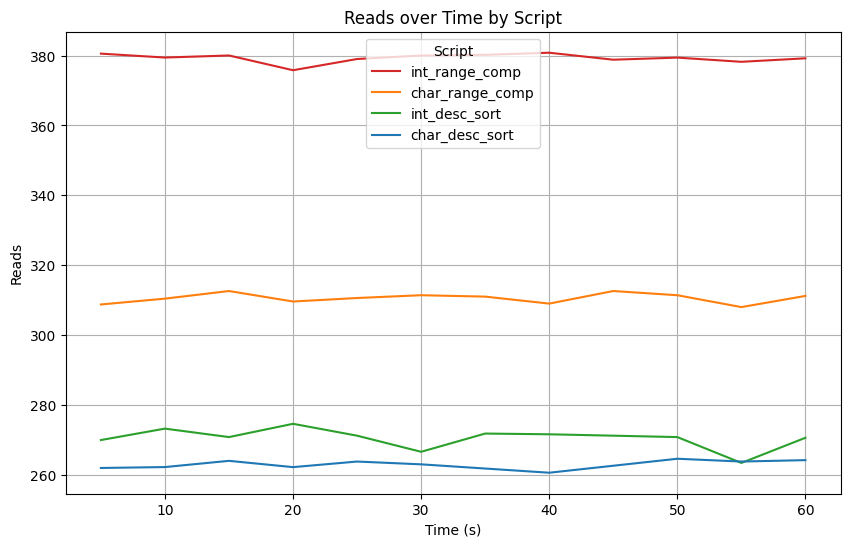 Reads over Time by Script
Reads
380
360
340
320
300
280
260
Script
int_range_comp
char_range_comp
int_desc_sort
char_desc_sort
10
20
30
40
50
60
Time (s)